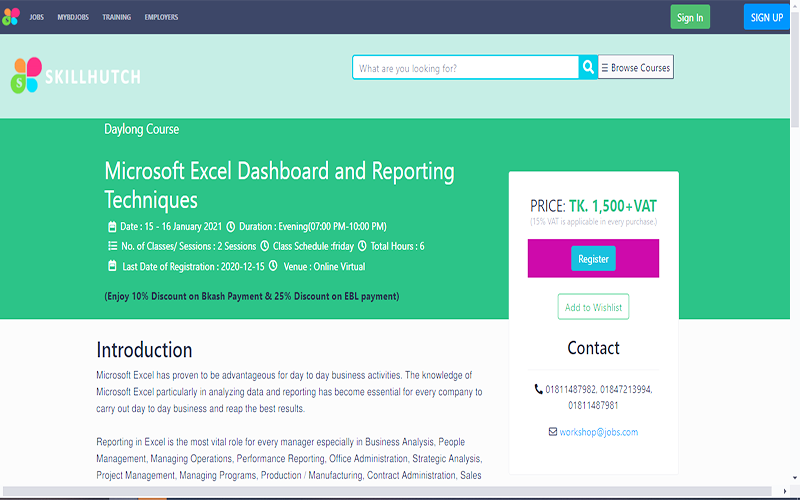 JOBS MYBDJOBS TRAINING EMPLOYERS Sign In SIGN UP
S SKILLHUTCH What are you looking for? Browse Courses
Daylong Course
Microsoft Excel Dashboard and Reporting
Techniques
Date : 15 - 16 January 2021 Duration : Evening(07:00 PM-10:00 PM)
No. of Classes/ Sessions : 2 Sessions Class Schedule :friday Total Hours : 6
Last Date of Registration : 2020-12-15 Venue : Online Virtual
(Enjoy 10% Discount on Bkash Payment & 25% Discount on EBL payment)
PRICE: TK. 1,500+VAT
(15% VAT is applicable in every purchase.)
Register
Add to Wishlist
Contact
01811487982, 01847213994,
01811487981
workshop@jobs.com
Introduction
Microsoft Excel has proven to be advantageous for day to day business activities. The knowledge of
Microsoft Excel particularly in analyzing data and reporting has become essential for every company to
carry out day to day business and reap the best results.
Reporting in Excel is the most vital role for every manager especially in Business Analysis, People
Management, Managing Operations, Performance Reporting, Office Administration, Strategic Analysis,
Project Management, Managing Programs, Production / Manufacturing, Contract Administration, Sales